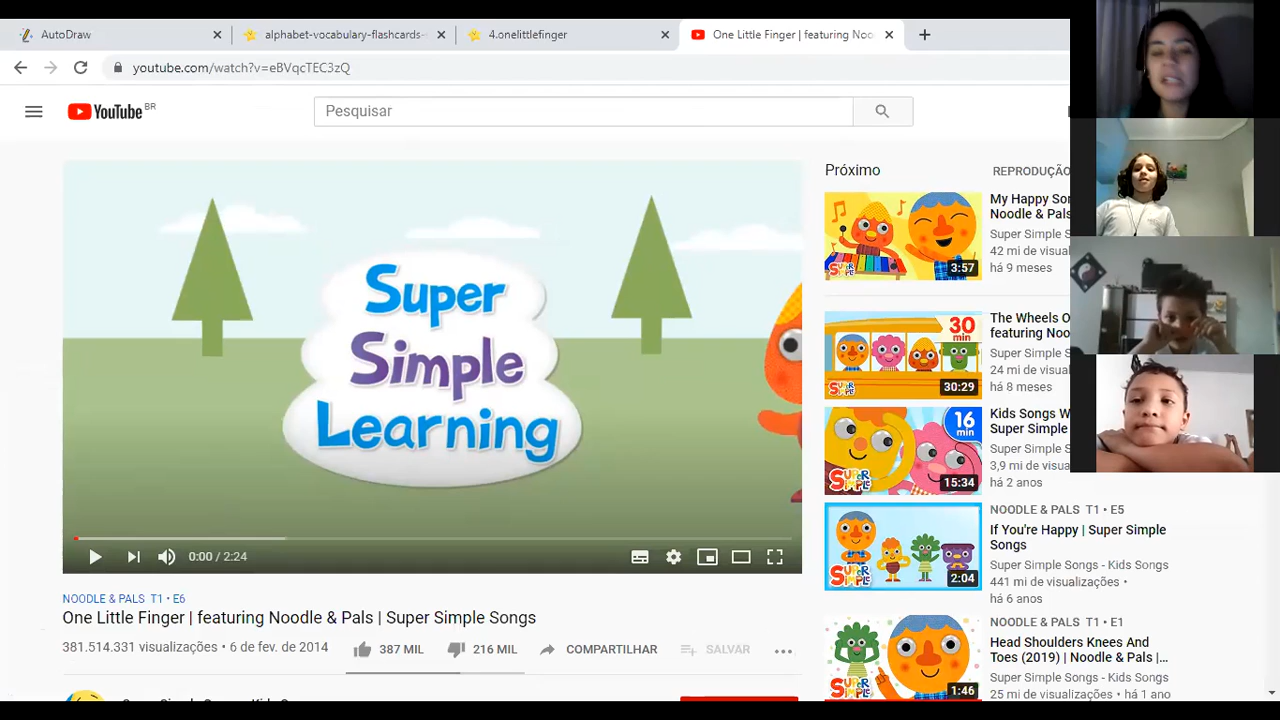 AutoDraw
alphabet-vocabulary-flashcards-
4.onelittlefinger
One Little Finger | featuring Noo
youtube.com/watch?v=eBVqcTEC3zQ
YouTube BR
Pesquisar
Super
Simple
Learning
0:00 / 2:24
NOODLE & PALS T1 • E6
One Little Finger | featuring Noodle & Pals | Super Simple Songs
381.514.331 visualizações • 6 de fev. de 2014
387 MIL
216 MIL
COMPARTILHAR
SALVAR
Próximo
REPRODUÇÃO
3:57
My Happy Son
Noodle & Pals
Super Simple S
42 mi de visual
há 9 meses
30
min
30:29
The Wheels O
featuring Noo
Super Simple S
24 mi de visual
há 8 meses
16
min
SUPER
SIMPLE
15:34
Kids Songs W
Super Simple
Super Simple S
3,9 mi de visua
há 2 anos
SUPER
SIMPLE
2:04
NOODLE & PALS T1 • E5
If You're Happy | Super Simple
Songs
Super Simple Songs - Kids Songs
441 mi de visualizações •
há 6 anos
SUPER
SIMPLE
1:46
NOODLE & PALS T1 • E1
Head Shoulders Knees And
Toes (2019) | Noodle & Pals |...
Super Simple Songs - Kids Songs
25 mi de visualizações • há 1 ano